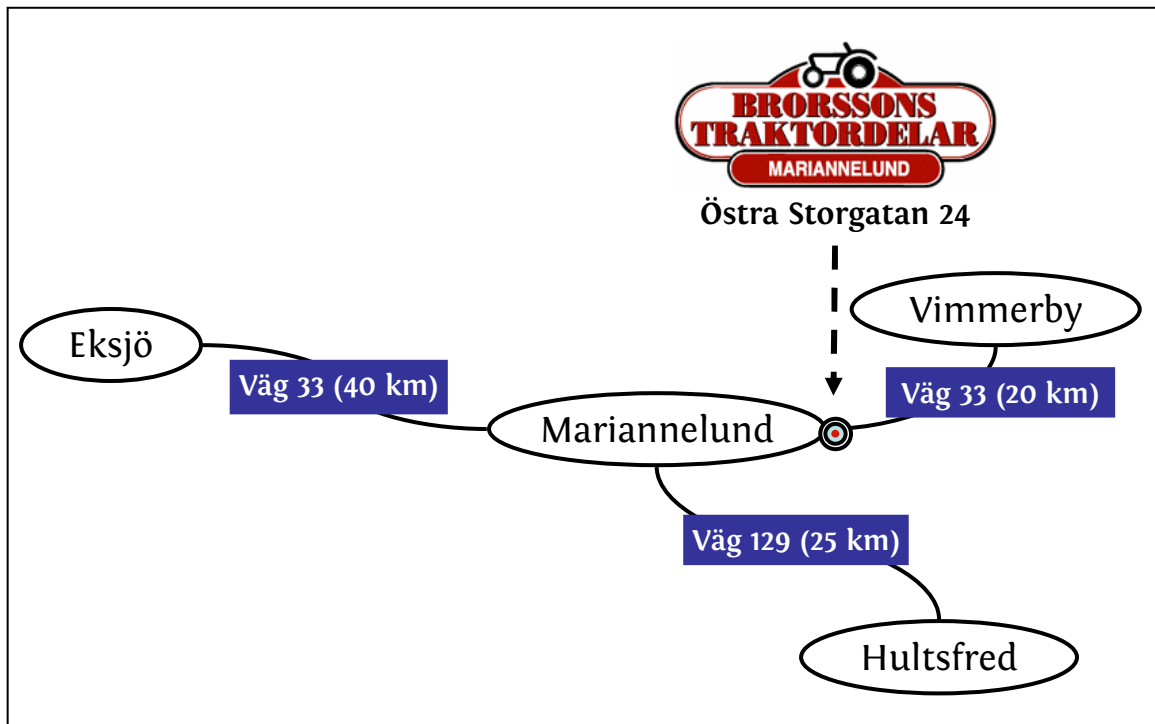 BRORSSONS
TRAKTORDELAR
MARIANNELUND
Östra Storgatan 24
Vimmerby
Eksjö
Väg 33 (40 km)
Väg 33 (20 km)
Mariannelund
Väg 129 (25 km)
Hultsfred